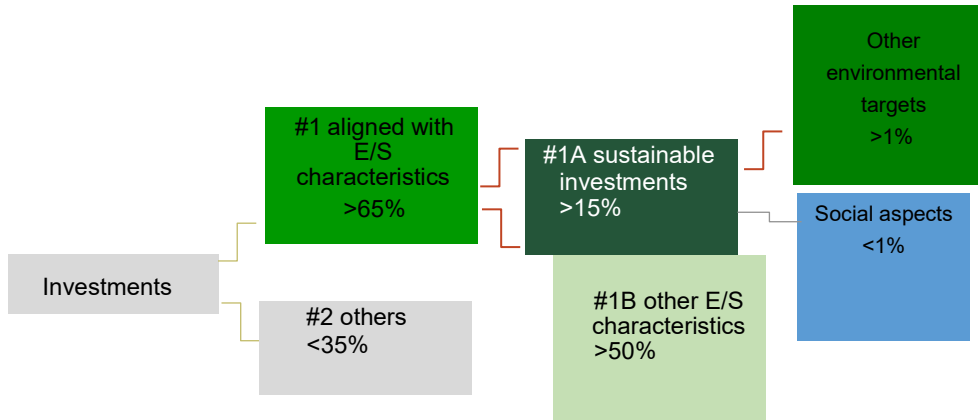 Investments
#1 aligned with
E/S
characteristics
>65%
#2 others
<35%
#1A sustainable
investments
>15%
#1B other E/S
characteristics
>50%
Other
environmental
targets
>1%
Social aspects
<1%